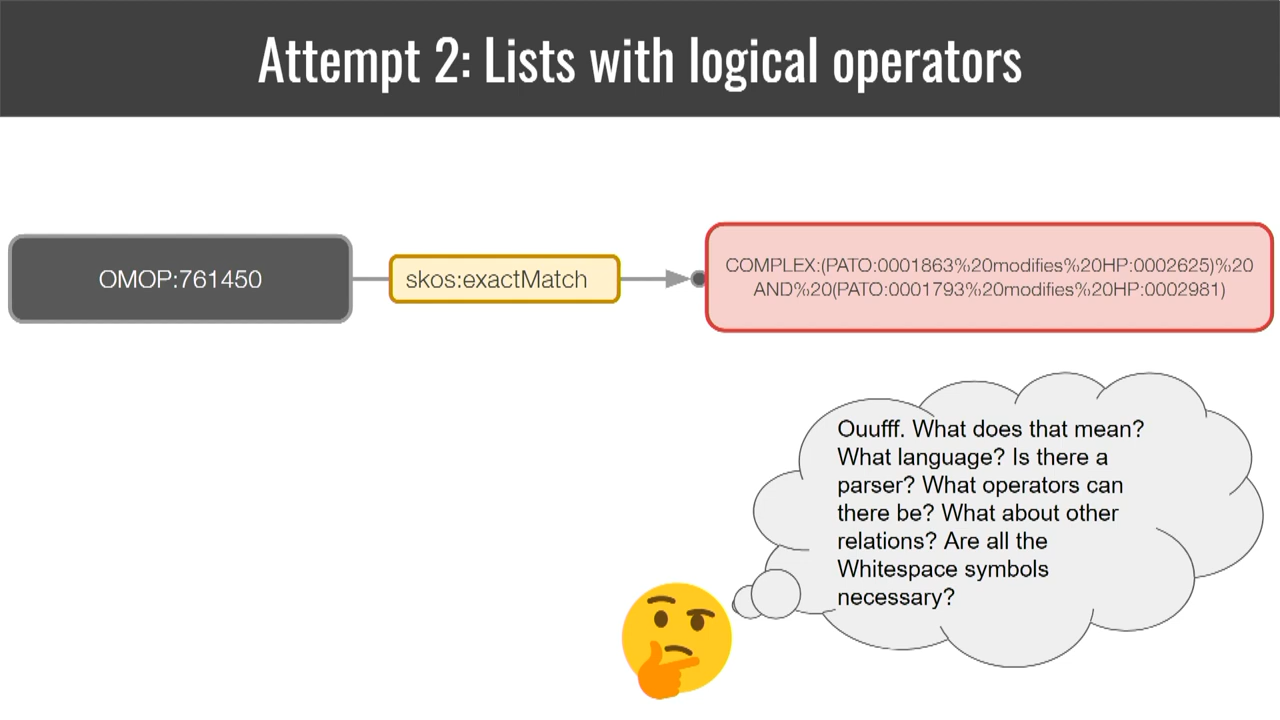 Attempt 2: Lists with logical operators
OMOP:761450
skos:exactMatch
COMPLEX:(PATO:0001863%20modifies%20HP:0002625)%20
AND%20(PATO:0001793%20modifies%20HP:0002981)
Ouufff. What does that mean?
What language? Is there a
parser? What operators can
there be? What about other
relations? Are all the
Whitespace symbols
necessary?